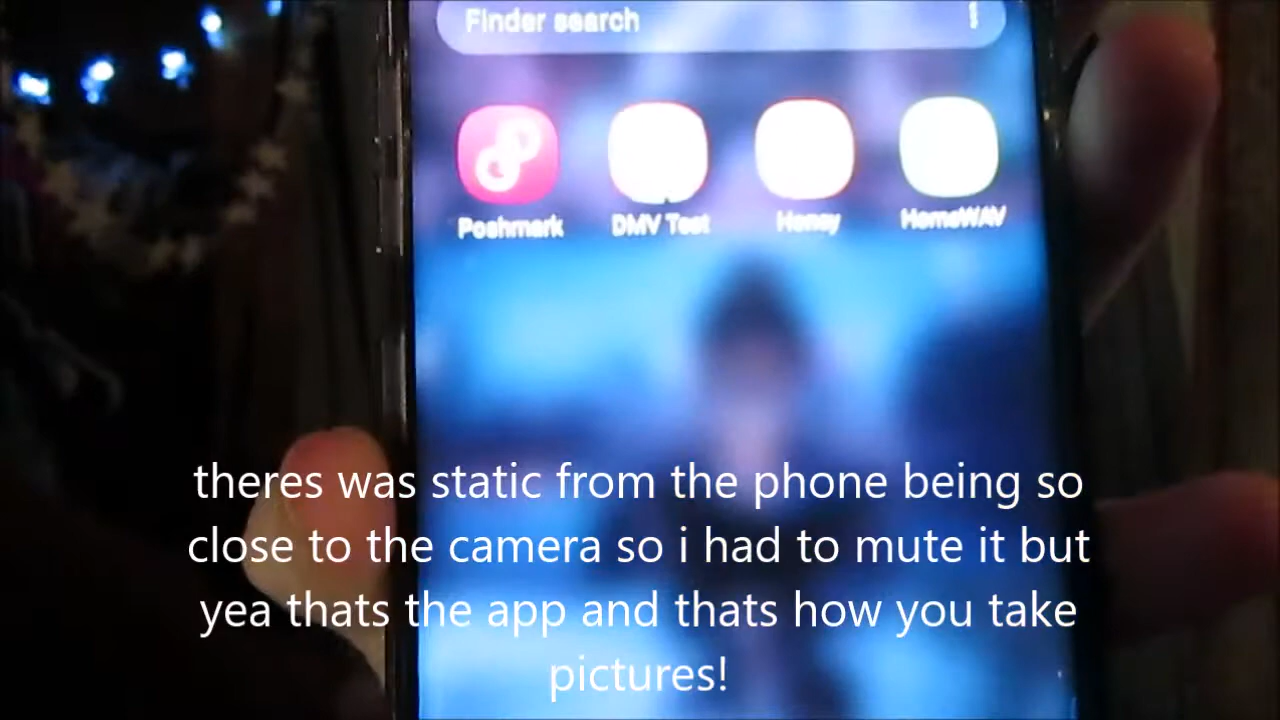 Finder search
Poshmark DMV Test Honey HomeWAV
theres was static from the phone being so
close to the camera so i had to mute it but
yea thats the app and thats how you take
pictures!